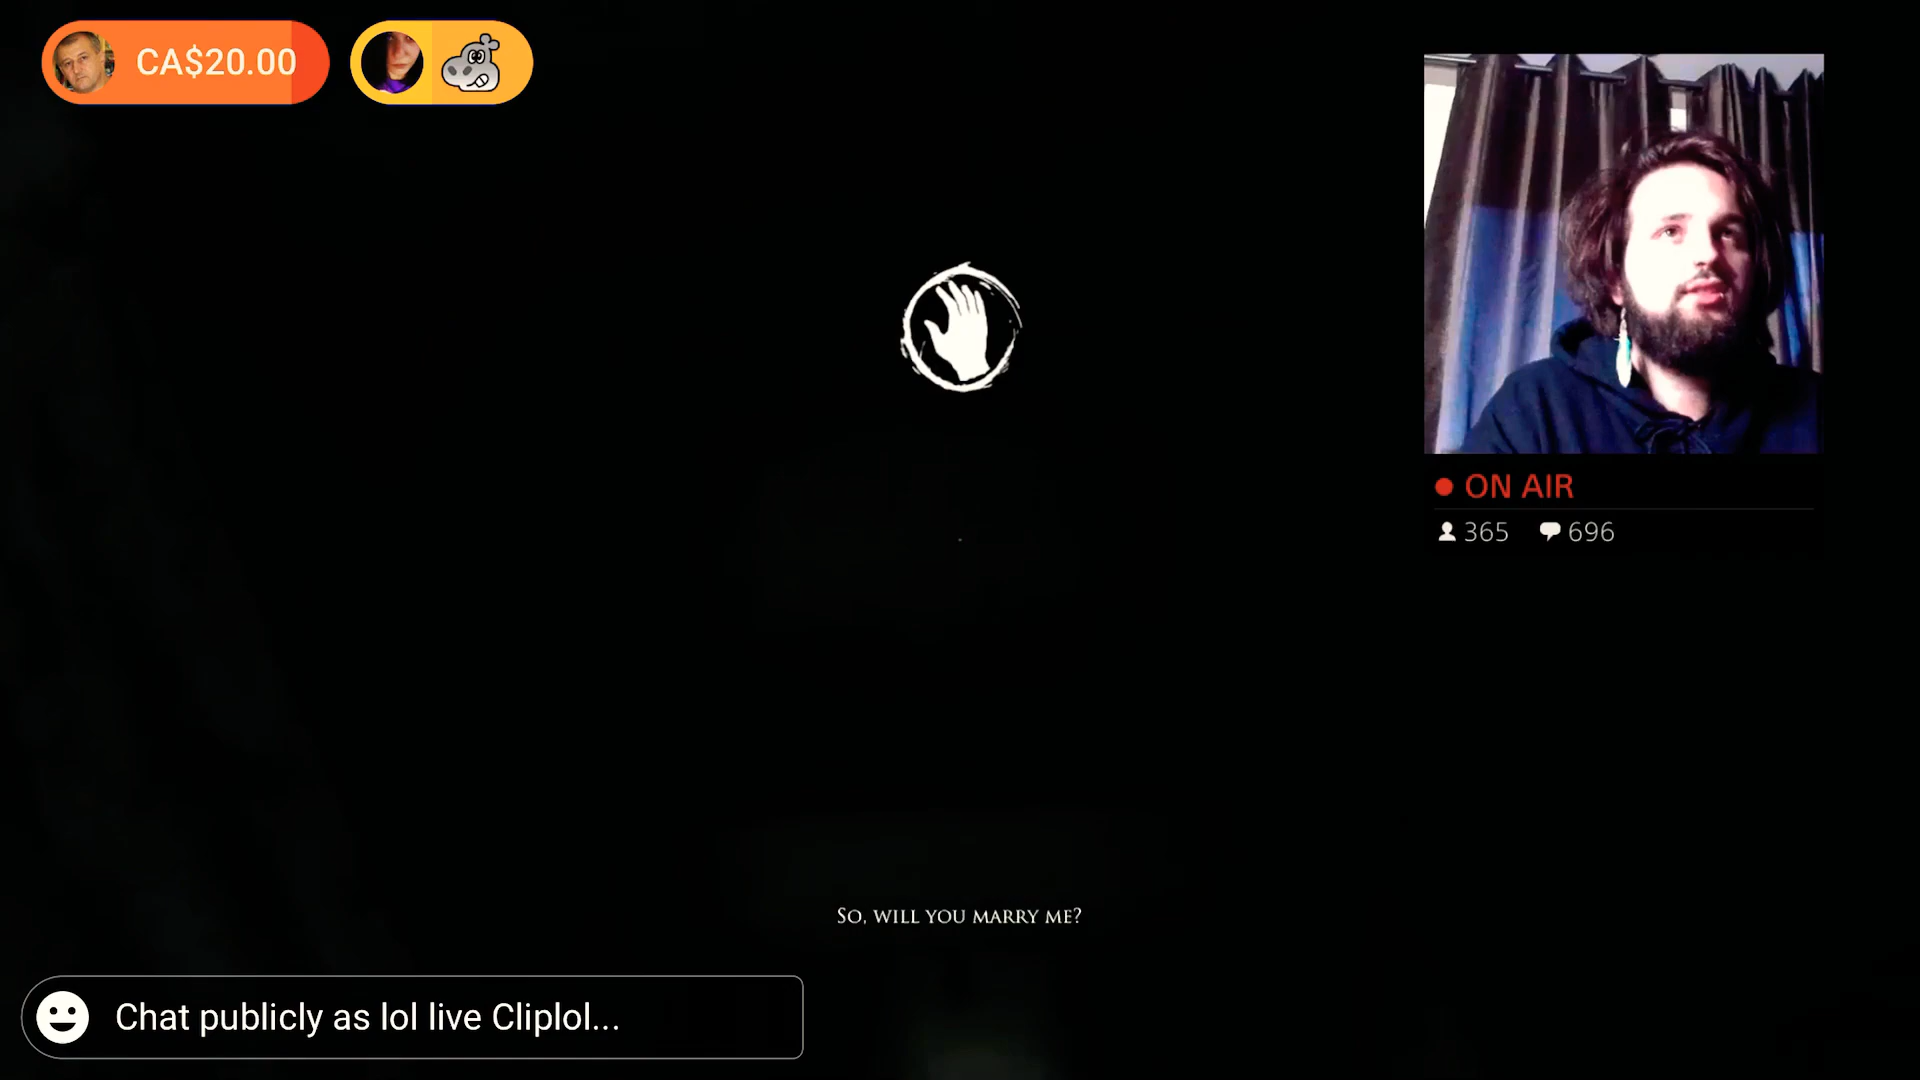 CA$20.00
ON AIR
365 696
So, will you marry me?
Chat publicly as lol live Cliplol...